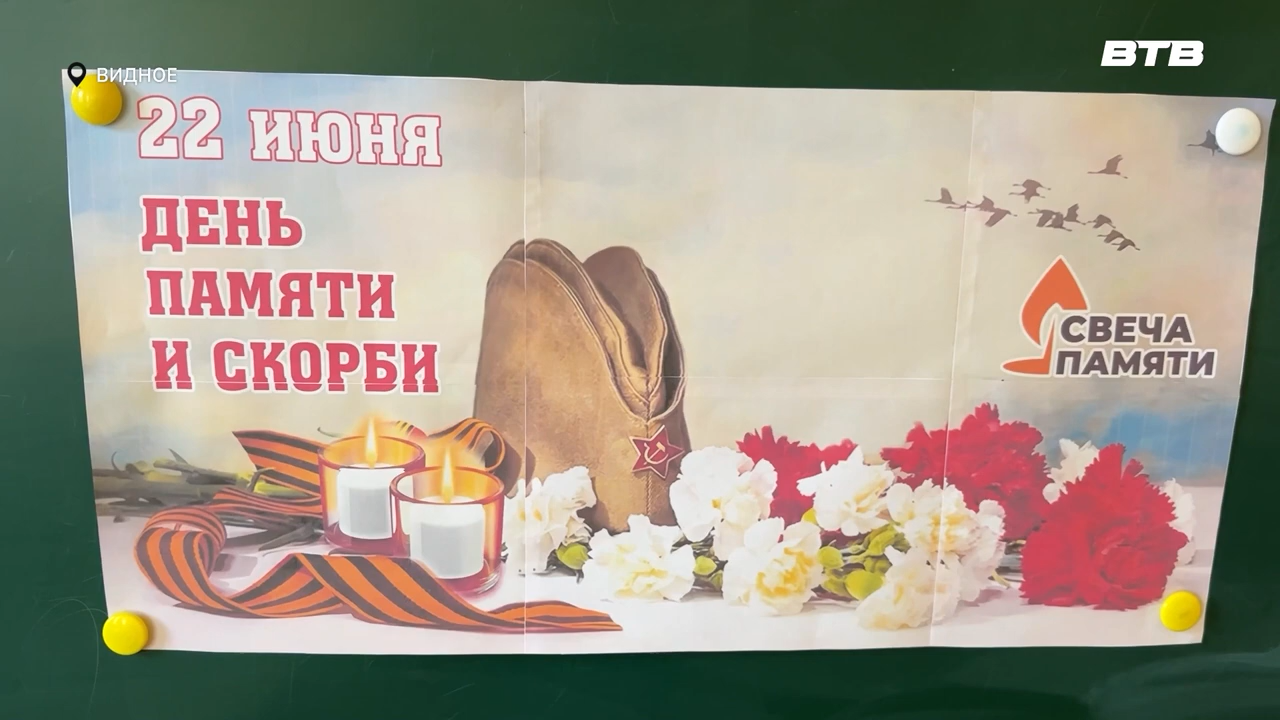 ВТВ
ВИДНОЕ
22 ИЮНЯ
ДЕНЬ
ПАМЯТИ
И СКОРБИ
СВЕЧА
ПАМЯТИ